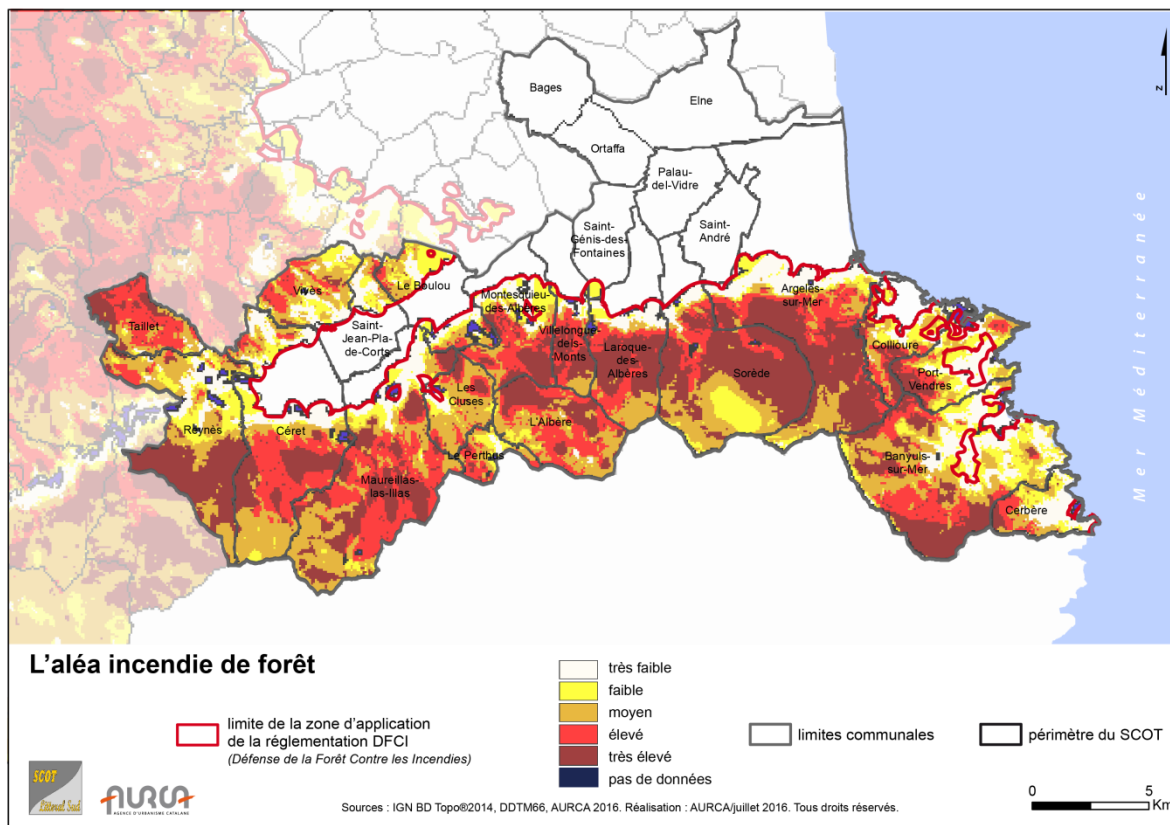 Bages
Elne
Ortaffa
Palau-
del-Vidre
Saint-
Génis-des-
Fontaines
Saint-
André
Z
Mer Méditerranée
Vivès
Le Boulou
Montesquieu-
des-Albères
Argelès-
sur-Mer
Taillet
Saint-
Jean-Pla-
de-Corts
Villelongue-
dels-
Monts
Laroque-
des-
Albères
Collioure
Sorède
Port-
Vendres
Les
Cluses
L'Albère
Reynès
Céret
Le Perthus
Banyuls-
sur-Mer
Maureillas-
las-Illas
Cerbère
L'aléa incendie de forêt
limite de la zone d'application
de la réglementation DFCI
(Défense de la Forêt Contre les Incendies)
très faible
faible
moyen
élevé
très élevé
pas de données
limites communales
périmètre du SCOT
SCOT
Littoral Sud
AURCA
AGENCE D'URBANISME CATALANE
Sources : IGN BD Topo®2014, DDTM66, AURCA 2016. Réalisation : AURCA/juillet 2016. Tous droits réservés.
0 5
Km